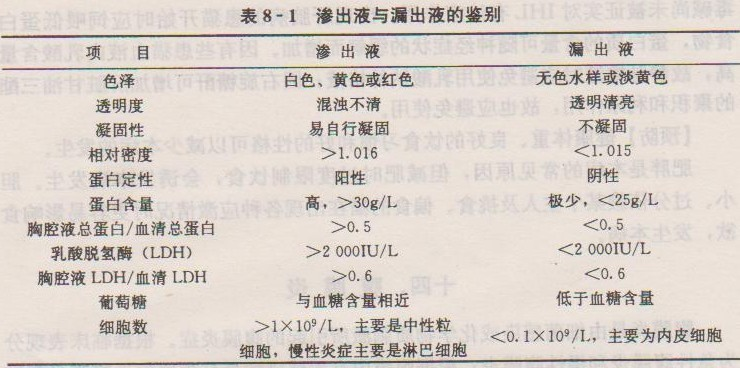 表 3-1 渗出液与漏出液的鉴别
项 目 渗 出 液 漏 出 液
色泽 白色、黄色或红色 无色水样或淡黄色
透明度 混浊不清 透明清亮
凝固性 易自行凝固 不凝固
相对密度 >1.016 <1.015
蛋白定性 阳性 阴性
蛋白含量 高，>30g/L 极少，<25g/L
胸腔液总蛋白/血清总蛋白 >0.5 <0.5
乳酸脱氢酶（LDH） >2 000IU/L <2 000IU/L
胸腔液 LDH/血清 LDH >0.6 <0.6
葡萄糖 与血糖含量相近 低于血糖含量
细胞数 >1×10⁹/L，主要是中性粒 <0.1×10⁹/L，主要为内皮细胞
细胞，慢性炎症主要是淋巴细胞